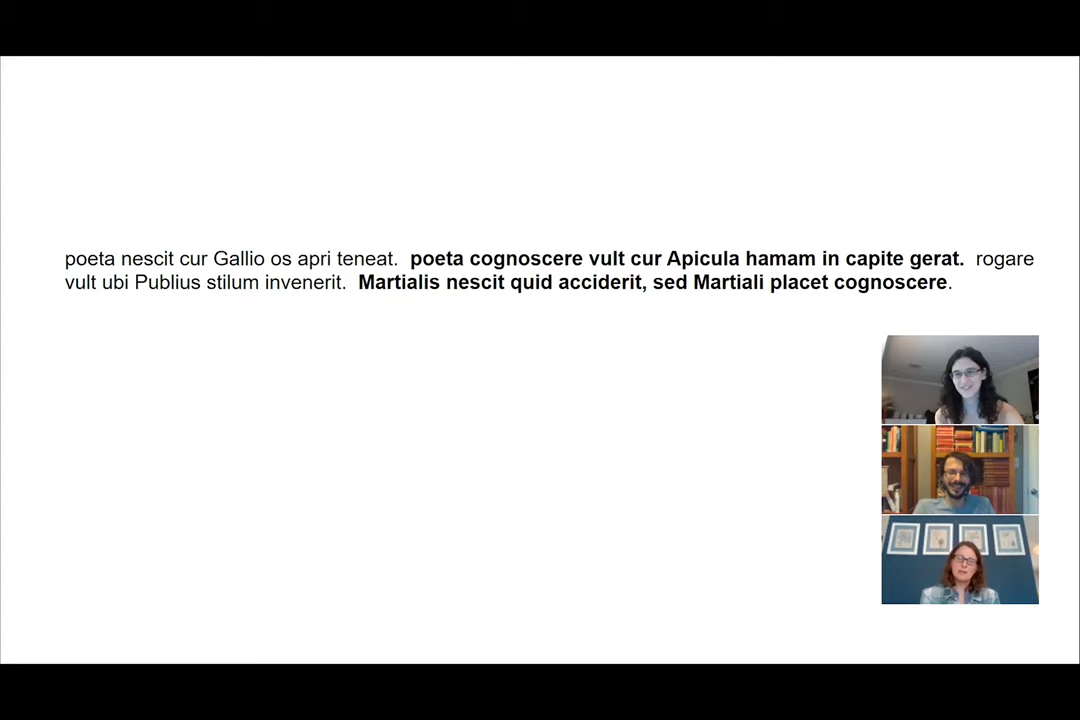 poeta nescit cur Gallio os apri teneat. poeta cognoscere vult cur Apicula hamam in capite gerat. rogare
vult ubi Publius stilum invenerit. Martialis nescit quid acciderit, sed Martiali placet cognoscere.